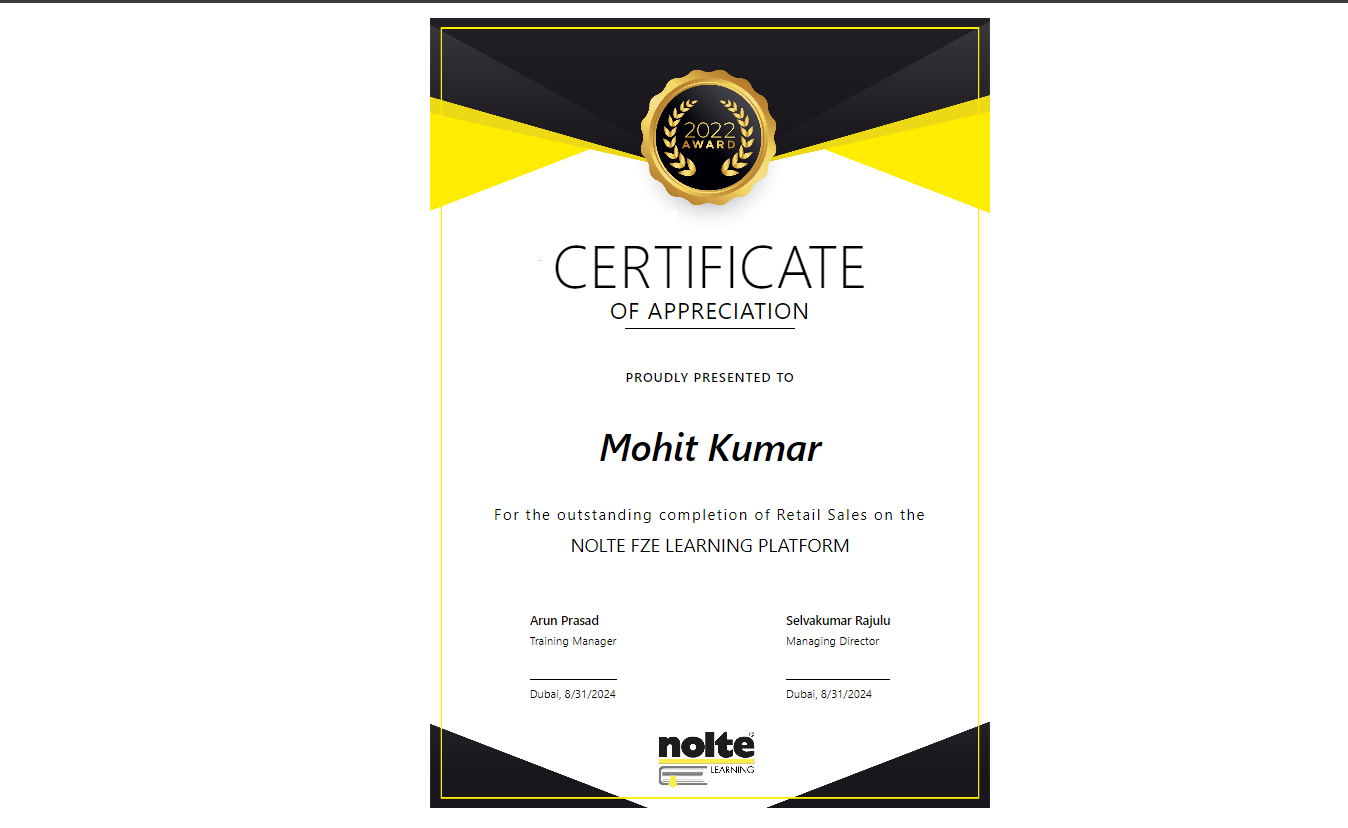 2022
AWARD
CERTIFICATE
OF APPRECIATION
PROUDLY PRESENTED TO
Mohit Kumar
For the outstanding completion of Retail Sales on the
NOLTE FZE LEARNING PLATFORM
Arun Prasad
Training Manager
Dubai, 8/31/2024
Selvakumar Rajulu
Managing Director
Dubai, 8/31/2024
nolte®
LEARNING